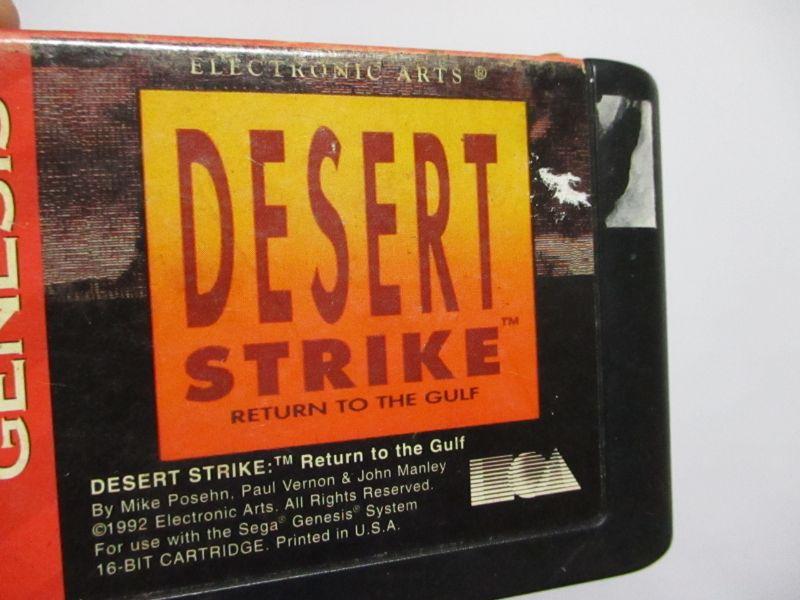 GENESIS
ELECTRONIC ARTS®
DESERT
STRIKE™
RETURN TO THE GULF
DESERT STRIKE:™ Return to the Gulf
By Mike Posehn, Paul Vernon & John Manley
©1992 Electronic Arts. All Rights Reserved.
For use with the Sega® Genesis® System
16-BIT CARTRIDGE. Printed in U.S.A.
EA